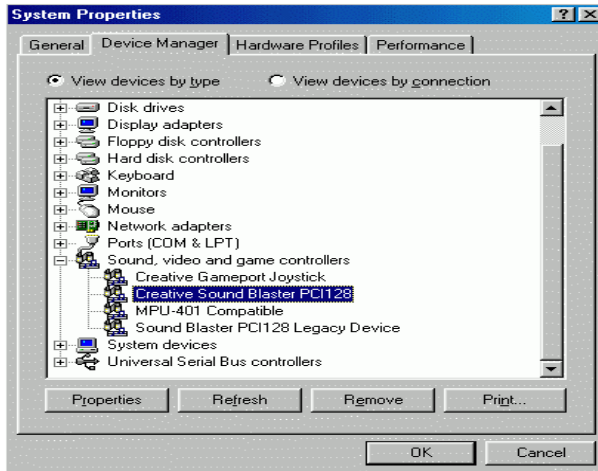 System Properties
General Device Manager Hardware Profiles Performance
View devices by type View devices by connection
Disk drives
Display adapters
Floppy disk controllers
Hard disk controllers
Keyboard
Monitors
Mouse
Network adapters
Ports (COM & LPT)
Sound, video and game controllers
Creative Gameport Joystick
Creative Sound Blaster PCI128
MPU-401 Compatible
Sound Blaster PCI128 Legacy Device
System devices
Universal Serial Bus controllers
Properties Refresh Remove Print...
OK Cancel